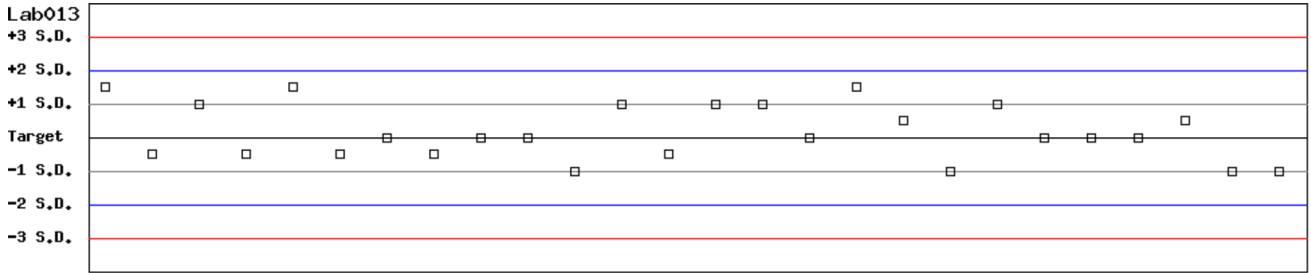 Lab013
+3 S.D.
+2 S.D.
+1 S.D.
Target
-1 S.D.
-2 S.D.
-3 S.D.